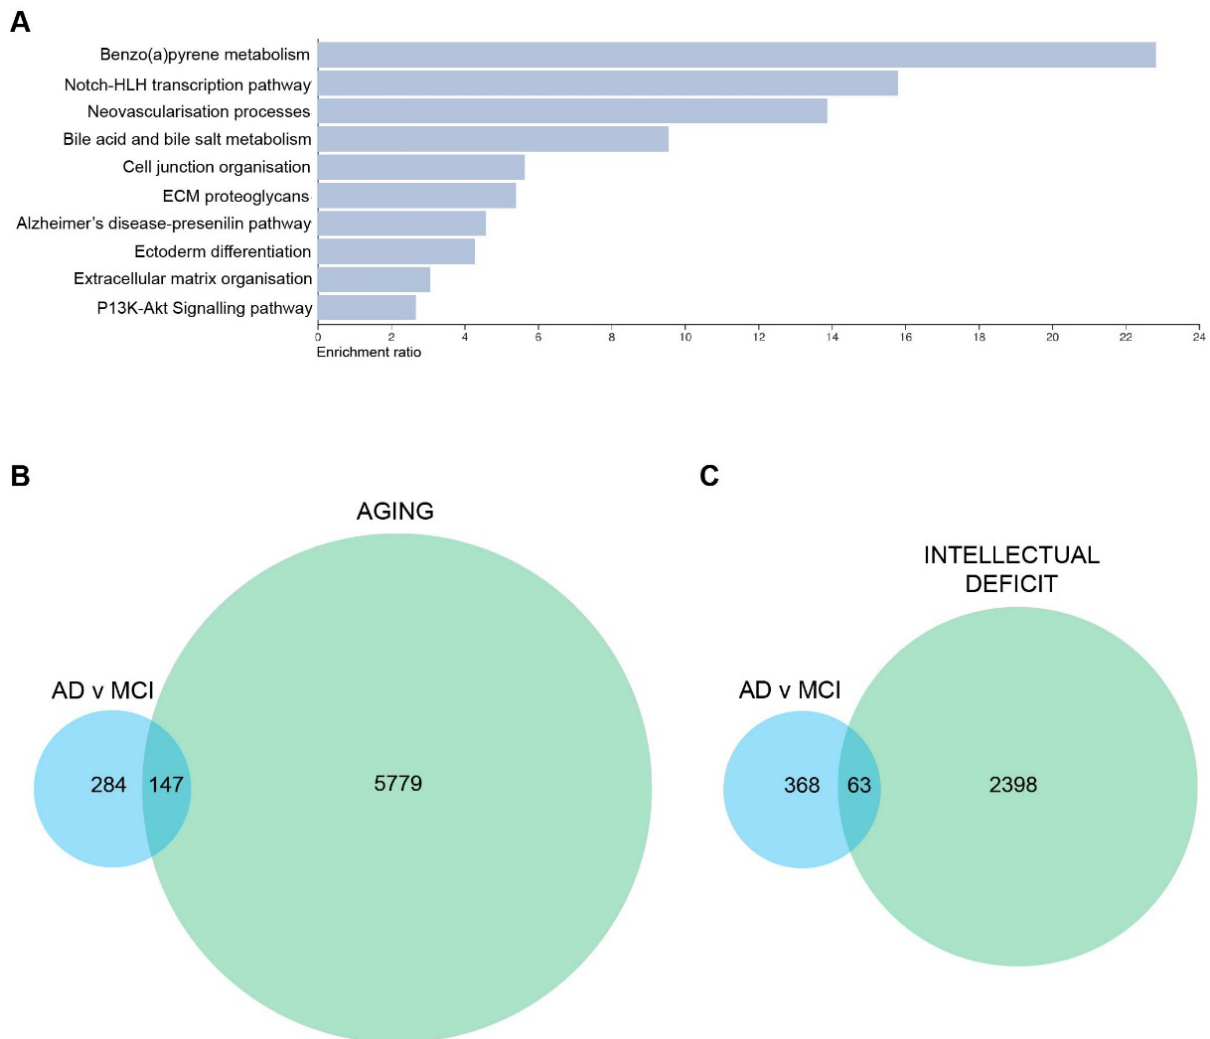 A
Benzo(a)pyrene metabolism
Notch-HLH transcription pathway
Neovascularisation processes
Bile acid and bile salt metabolism
Cell junction organisation
ECM proteoglycans
Alzheimer's disease-presenilin pathway
Ectoderm differentiation
Extracellular matrix organisation
P13K-Akt Signalling pathway
0 2 4 6 8 10 12 14 16 18 20 22 24
Enrichment ratio
B
AGING
AD v MCI
284 147 5779
C
INTELLECTUAL
DEFICIT
AD v MCI
368 63 2398